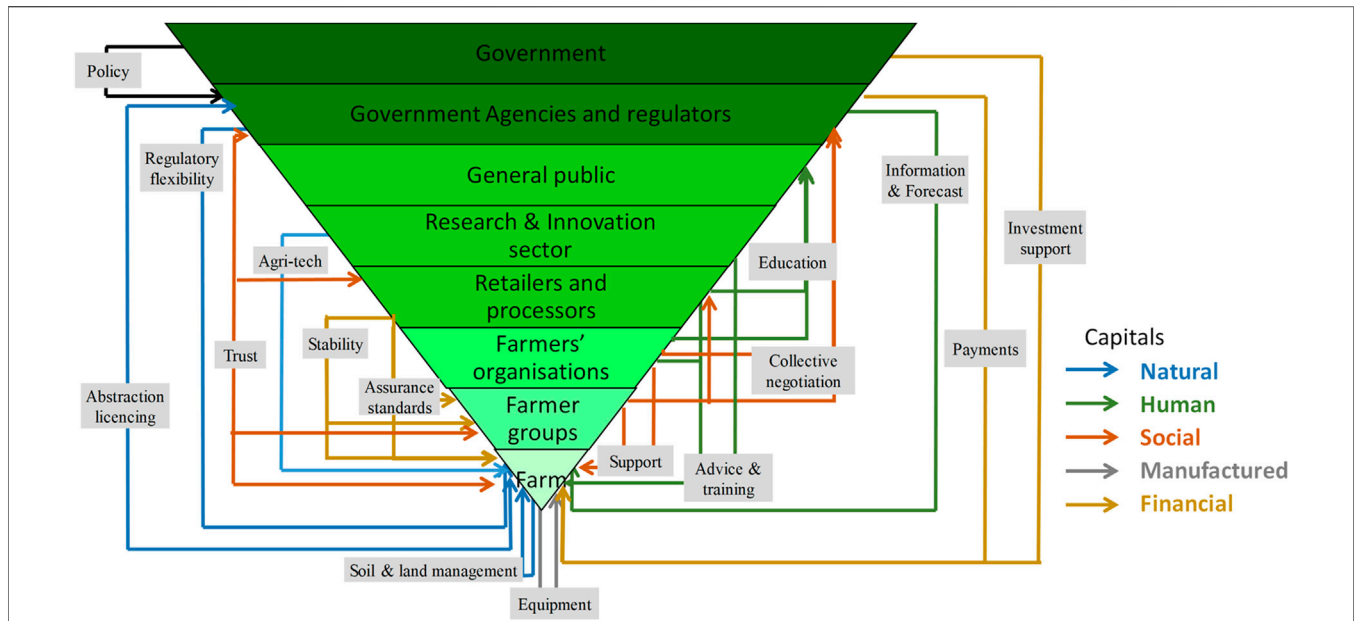 Government
Policy
Government Agencies and regulators
Regulatory
flexibility
General public
Information
& Forecast
Research & Innovation
sector
Investment
support
Agri-tech
Education
Retailers and
processors
Trust
Stability
Farmers'
organisations
Collective
negotiation
Payments
Abstraction
licencing
Assurance
standards
Farmer
groups
Support
Advice &
training
Farm
Soil & land management
Equipment
Capitals
Natural
Human
Social
Manufactured
Financial